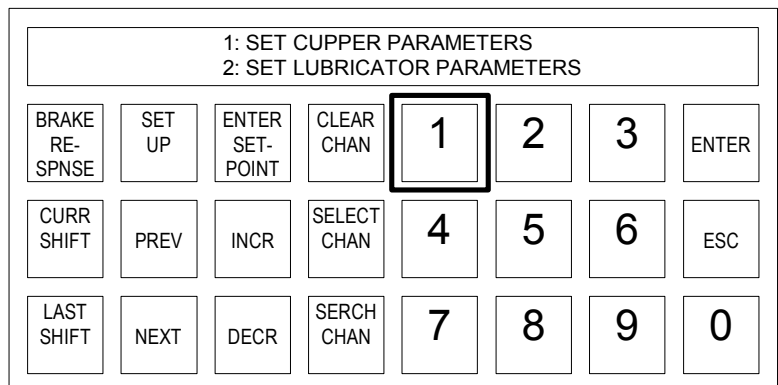 1: SET CUPPER PARAMETERS
2: SET LUBRICATOR PARAMETERS
BRAKE
RE-
SPNSE
SET
UP
ENTER
SET-
POINT
CLEAR
CHAN
1
2
3
ENTER
CURR
SHIFT
PREV
INCR
SELECT
CHAN
4
5
6
ESC
LAST
SHIFT
NEXT
DECR
SERCH
CHAN
7
8
9
0